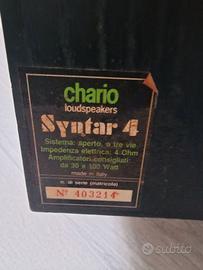 chario
loudspeakers
Syntar 4
Sistema: aperto, a tre vie
Impedenza elettrica: 4 Ohm
Amplificatori consigliati
da 30 a 100 Watt
made in Italy
n. di serie (matricola)
Nº 403214
subito